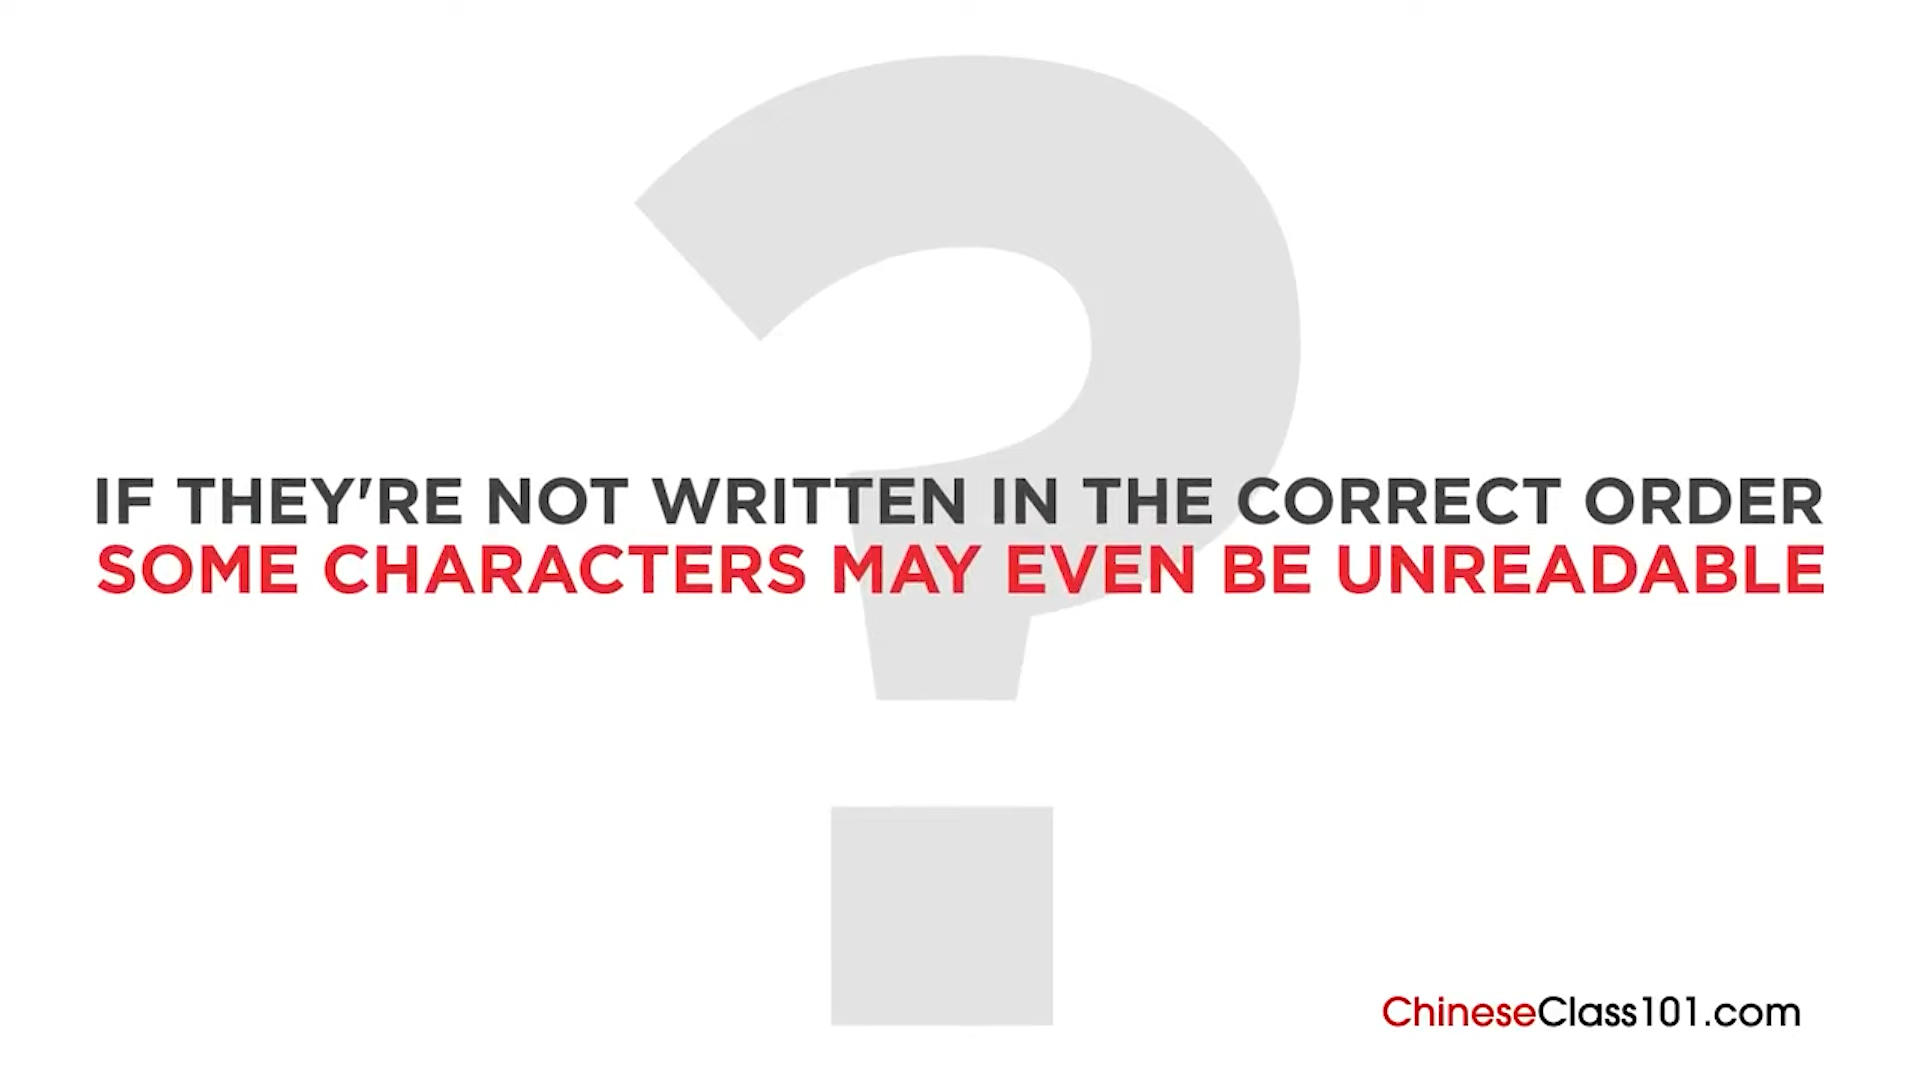 IF THEY'RE NOT WRITTEN IN THE CORRECT ORDER
SOME CHARACTERS MAY EVEN BE UNREADABLE
ChineseClass101.com